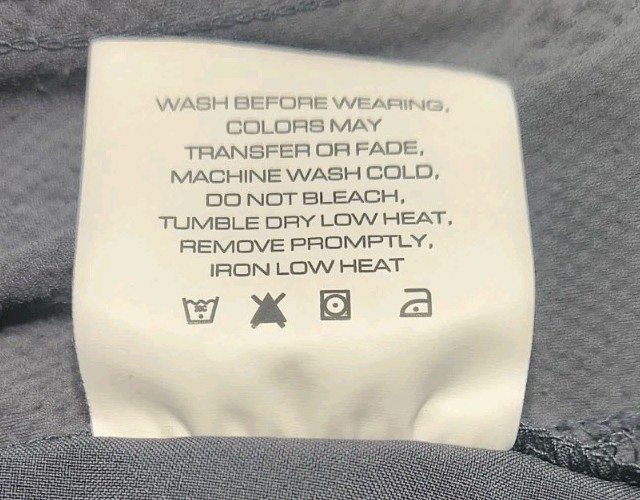 WASH BEFORE WEARING,
COLORS MAY
TRANSFER OR FADE,
MACHINE WASH COLD,
DO NOT BLEACH,
TUMBLE DRY LOW HEAT,
REMOVE PROMPTLY,
IRON LOW HEAT